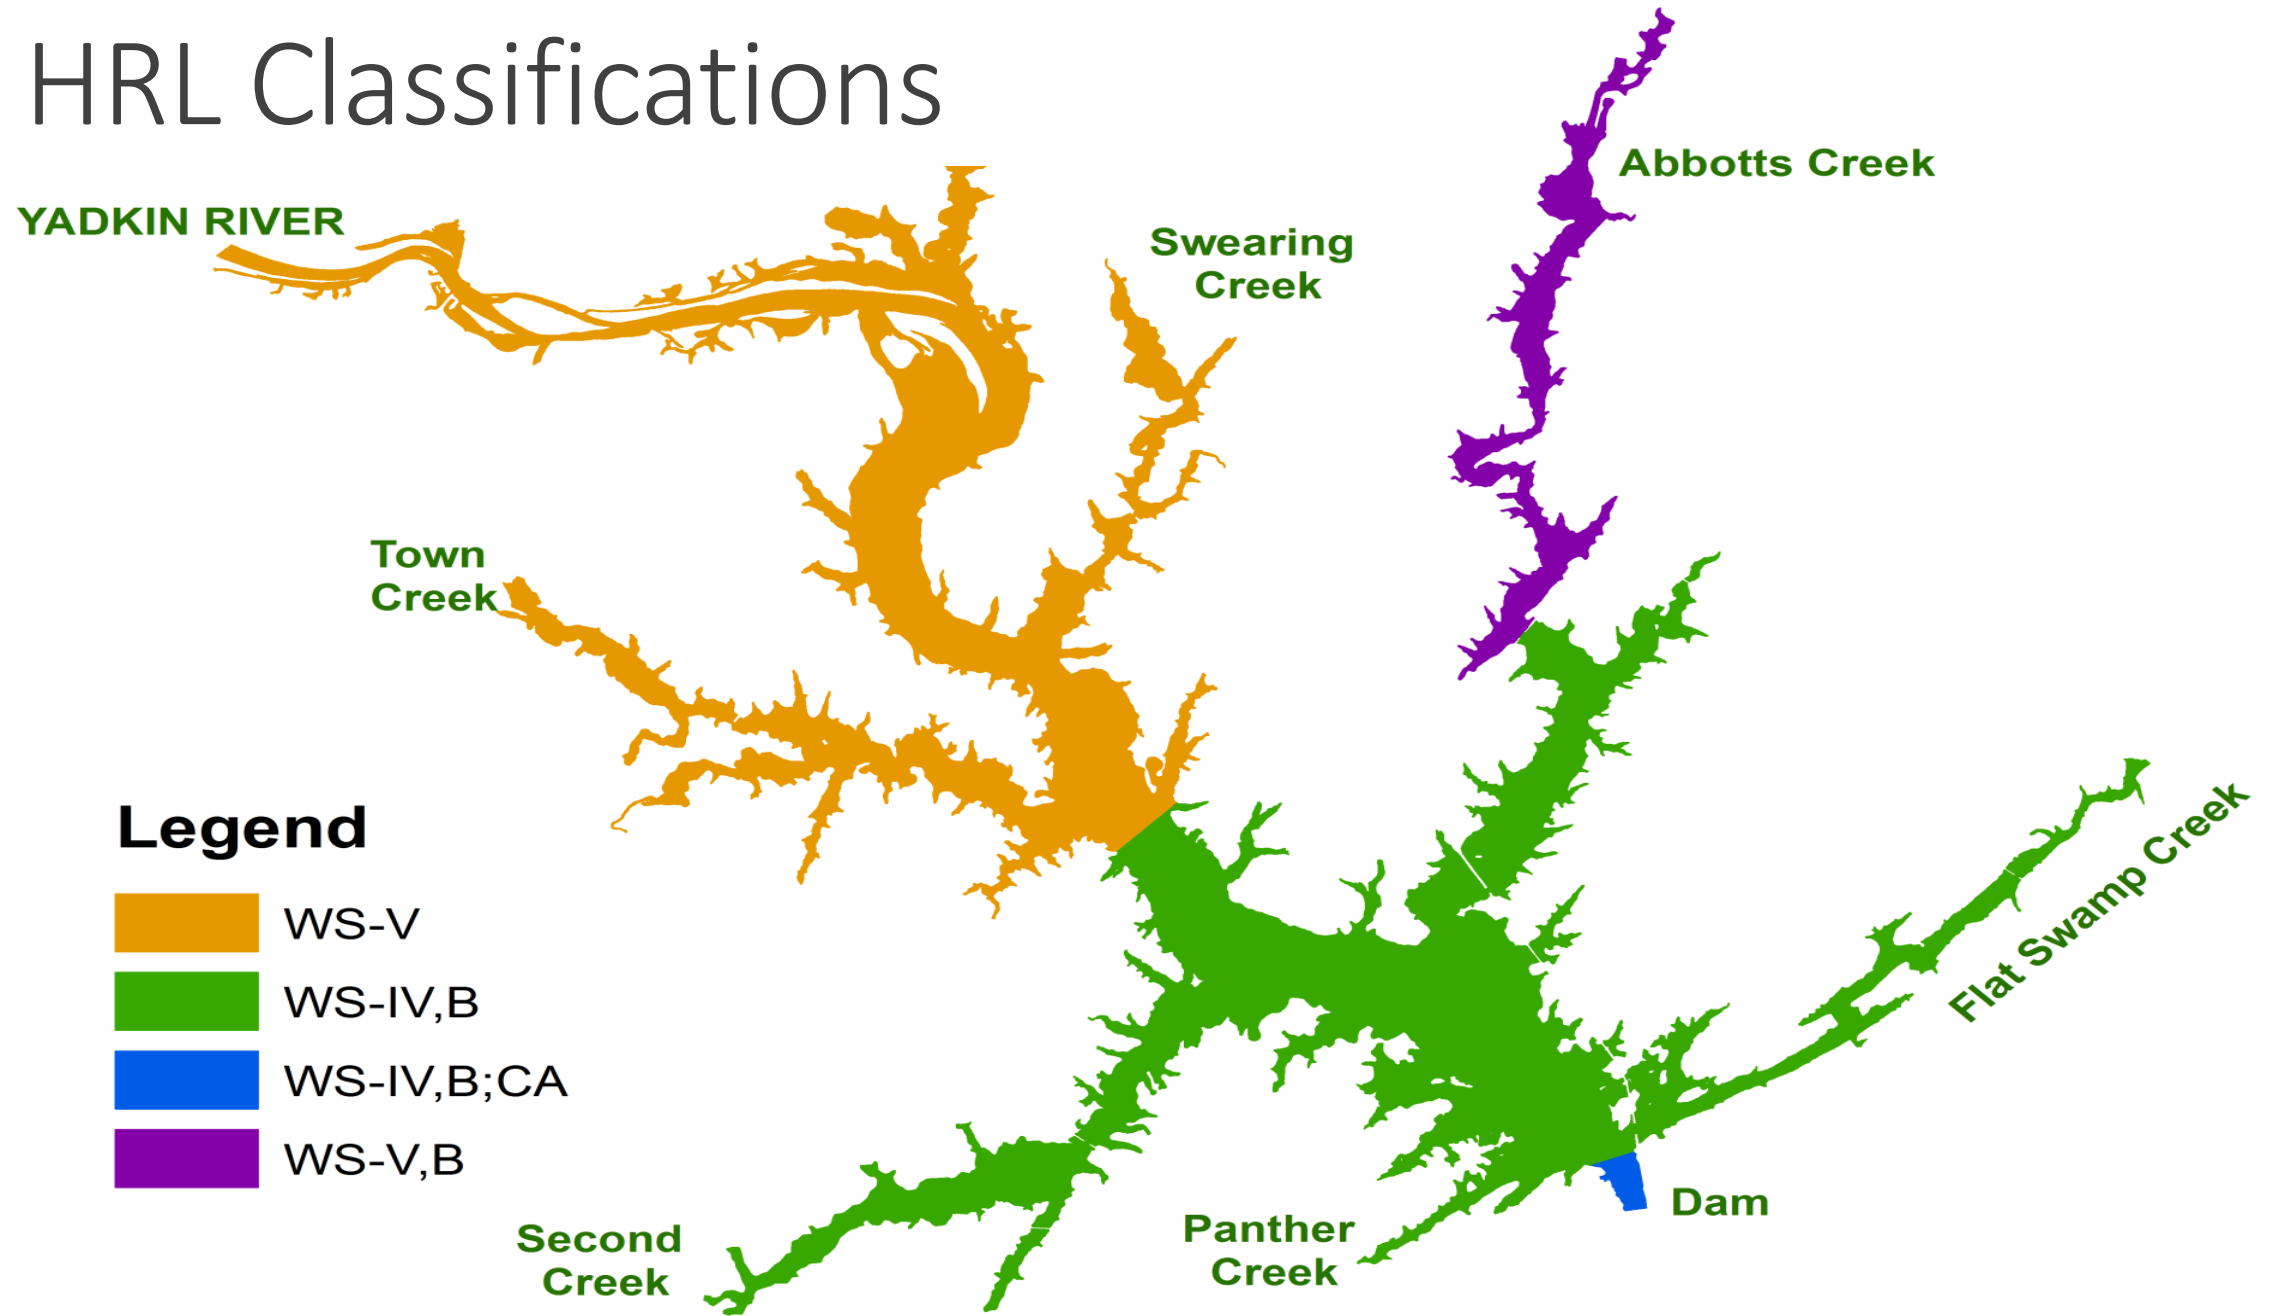 HRL Classifications
Abbotts Creek
YADKIN RIVER
Swearing
Creek
Town
Creek
Flat Swamp Creek
Legend
WS-V
WS-IV,B
WS-IV,B;CA
WS-V,B
Dam
Second
Creek
Panther
Creek